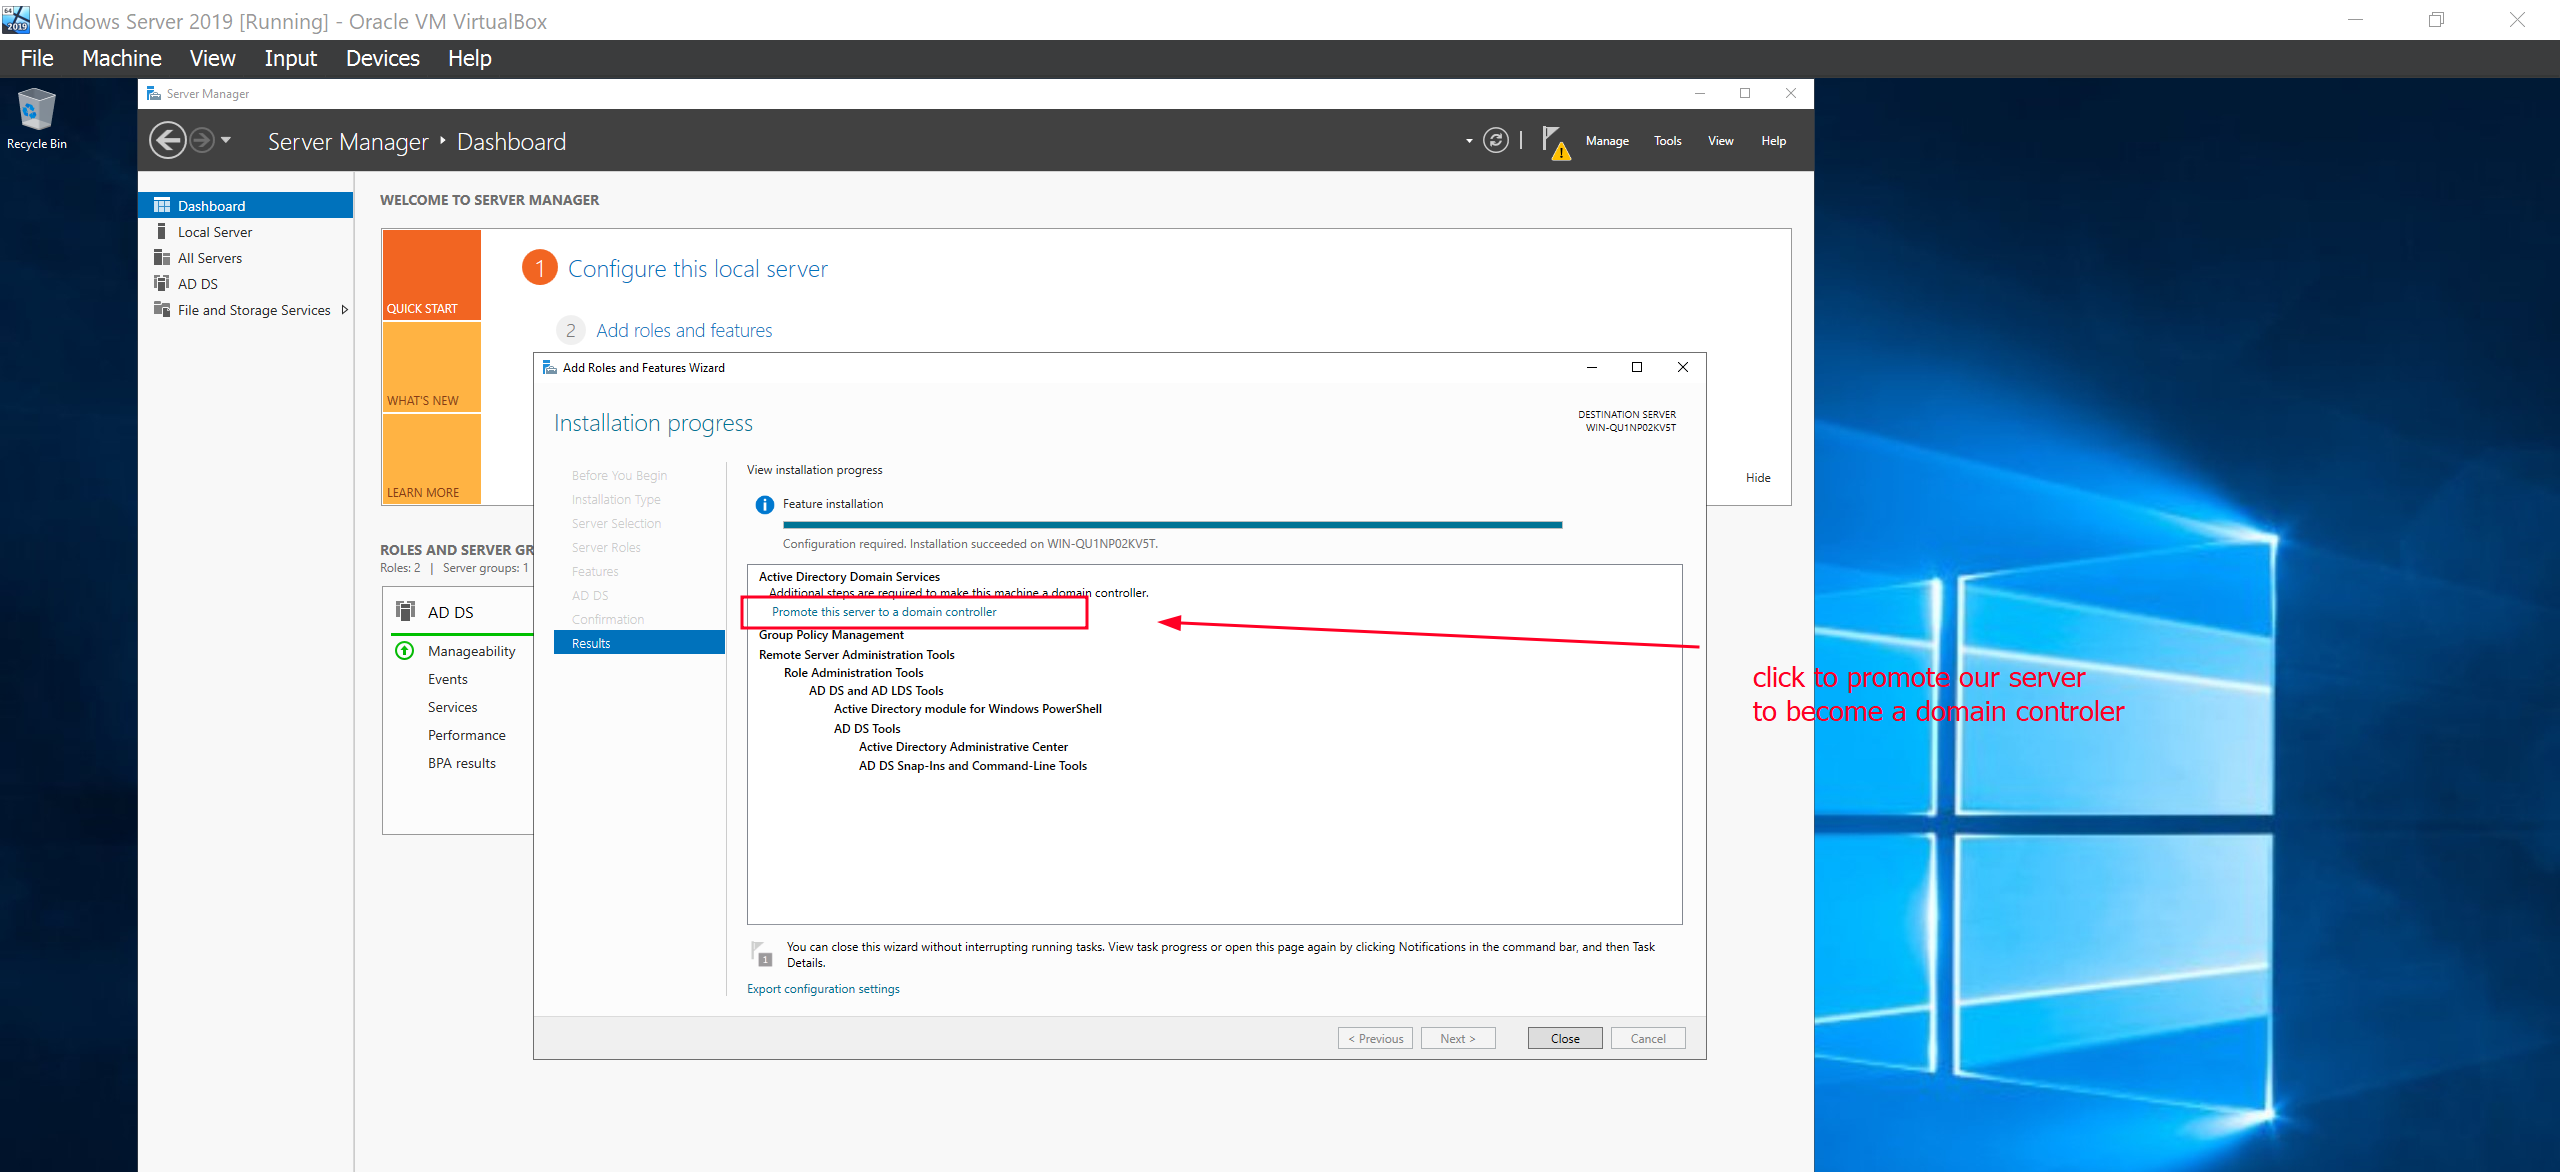 64
2019
Windows Server 2019 [Running] - Oracle VM VirtualBox
File Machine View Input Devices Help
Recycle Bin
Server Manager
Server Manager ‣ Dashboard
Manage Tools View Help
Dashboard
Local Server
All Servers
AD DS
File and Storage Services
WELCOME TO SERVER MANAGER
QUICK START
WHAT'S NEW
LEARN MORE
1 Configure this local server
2 Add roles and features
Hide
ROLES AND SERVER GR
Roles: 2 | Server groups: 1
AD DS
Manageability
Events
Services
Performance
BPA results
Add Roles and Features Wizard
Installation progress
DESTINATION SERVER
WIN-QU1NP02KV5T
Before You Begin
Installation Type
Server Selection
Server Roles
Features
AD DS
Confirmation
Results
View installation progress
Feature installation
Configuration required. Installation succeeded on WIN-QU1NP02KV5T.
Active Directory Domain Services
Additional steps are required to make this machine a domain controller.
Promote this server to a domain controller
Group Policy Management
Remote Server Administration Tools
Role Administration Tools
AD DS and AD LDS Tools
Active Directory module for Windows PowerShell
AD DS Tools
Active Directory Administrative Center
AD DS Snap-Ins and Command-Line Tools
1
You can close this wizard without interrupting running tasks. View task progress or open this page again by clicking Notifications in the command bar, and then Task
Details.
Export configuration settings
< Previous Next > Close Cancel
click to promote our server
to become a domain controler